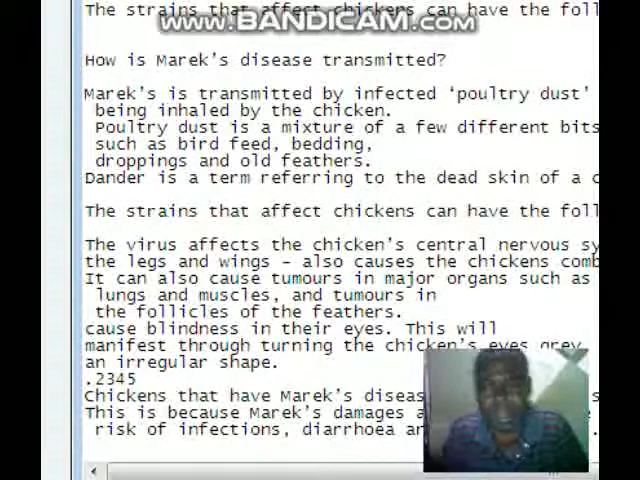 The strains that affect chickens can have the foll
www.BANDICAM.com
How is Marek's disease transmitted?
Marek's is transmitted by infected ‘poultry dust’
being inhaled by the chicken.
Poultry dust is a mixture of a few different bits
such as bird feed, bedding,
droppings and old feathers.
Dander is a term referring to the dead skin of a c
The strains that affect chickens can have the foll
The virus affects the chicken's central nervous sy
the legs and wings – also causes the chickens comb
It can also cause tumours in major organs such as
lungs and muscles, and tumours in
the follicles of the feathers.
cause blindness in their eyes. This will
manifest through turning the chicken's eyes grey
an irregular shape.
.2345
Chickens that have Marek's diseas
This is because Marek's damages a
risk of infections, diarrhoea an